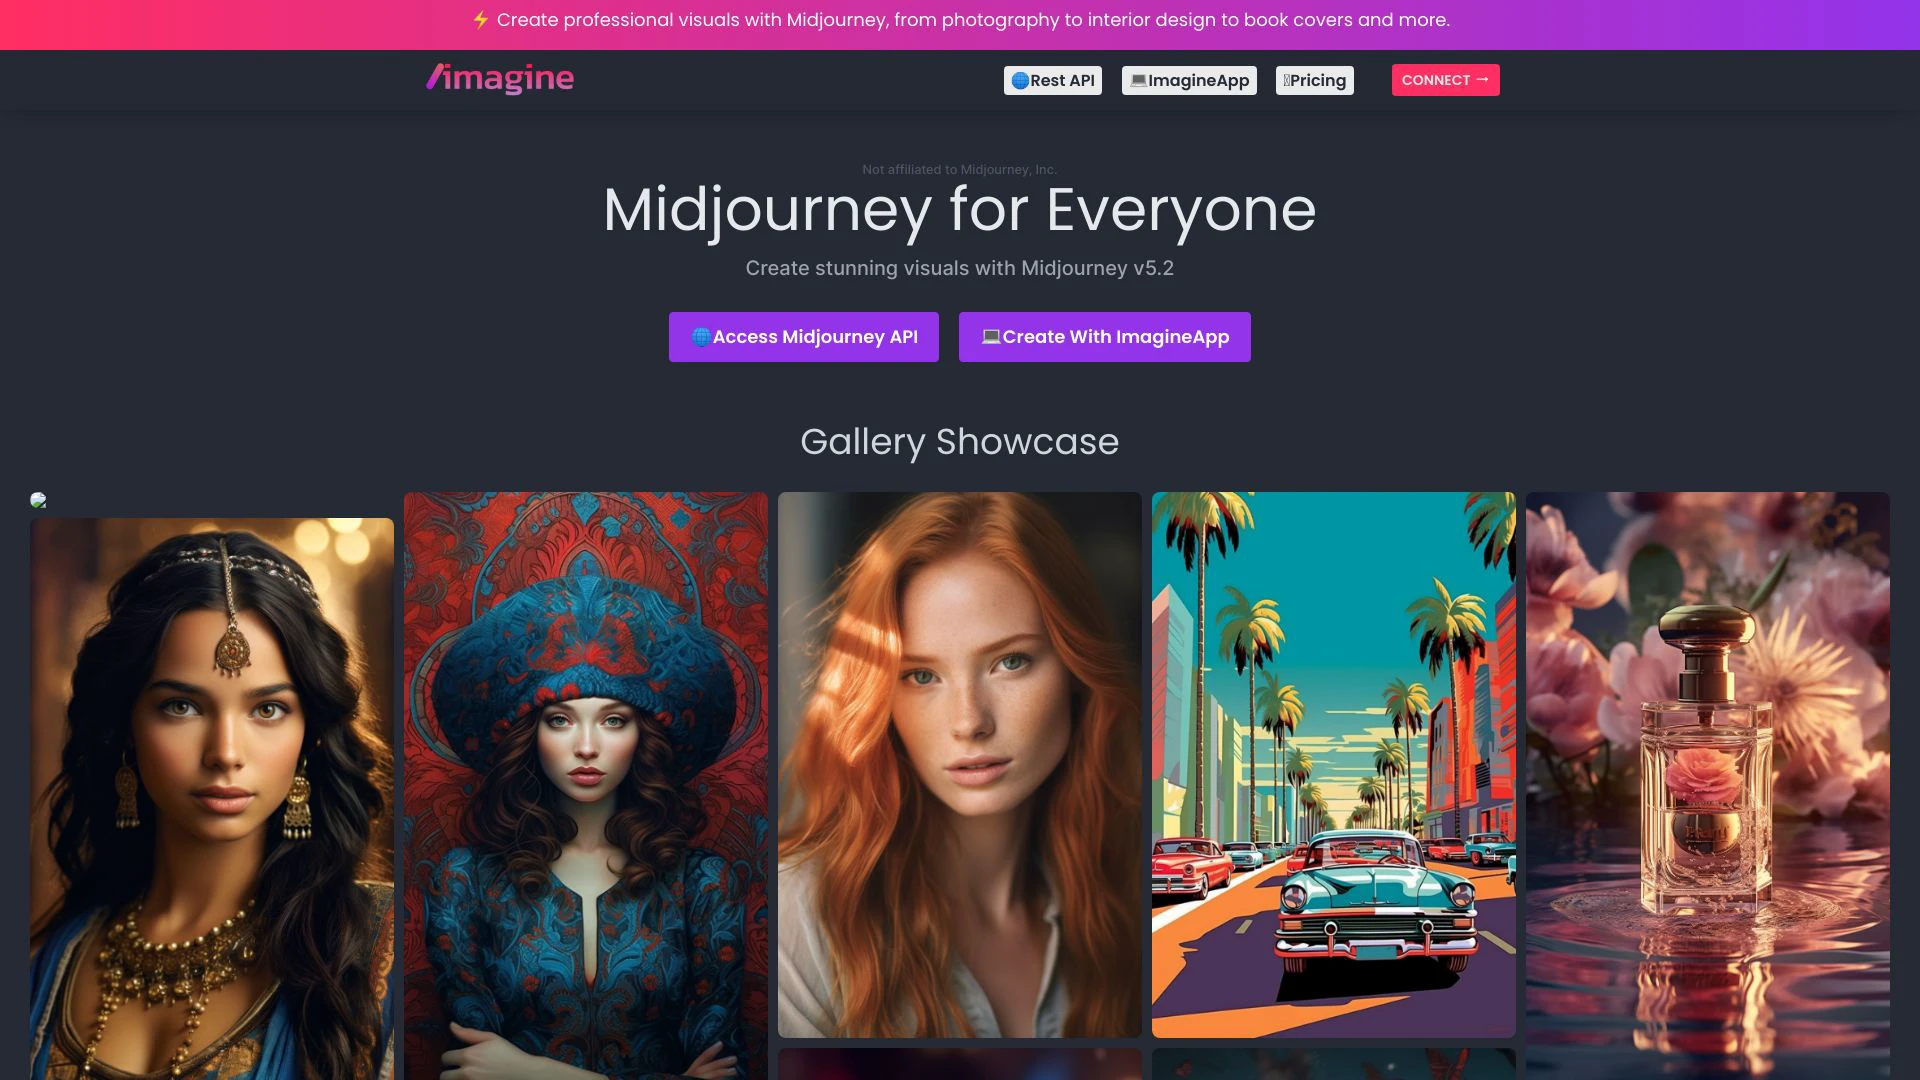 ⚡ Create professional visuals with Midjourney, from photography to interior design to book covers and more.
/imagine
🌐Rest API
💻ImagineApp
Pricing
CONNECT →
Not affiliated to Midjourney, Inc.
Midjourney for Everyone
Create stunning visuals with Midjourney v5.2
🌐Access Midjourney API
💻Create With ImagineApp
Gallery Showcase